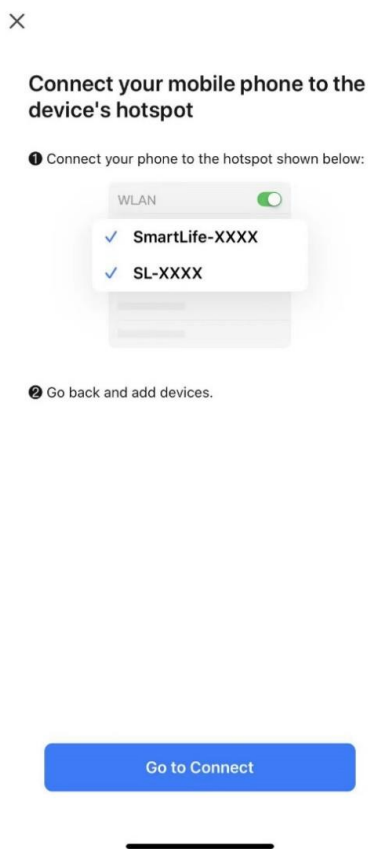 Connect your mobile phone to the
device's hotspot
❶ Connect your phone to the hotspot shown below:
WLAN
SmartLife-XXXX
SL-XXXX
❷ Go back and add devices.
Go to Connect